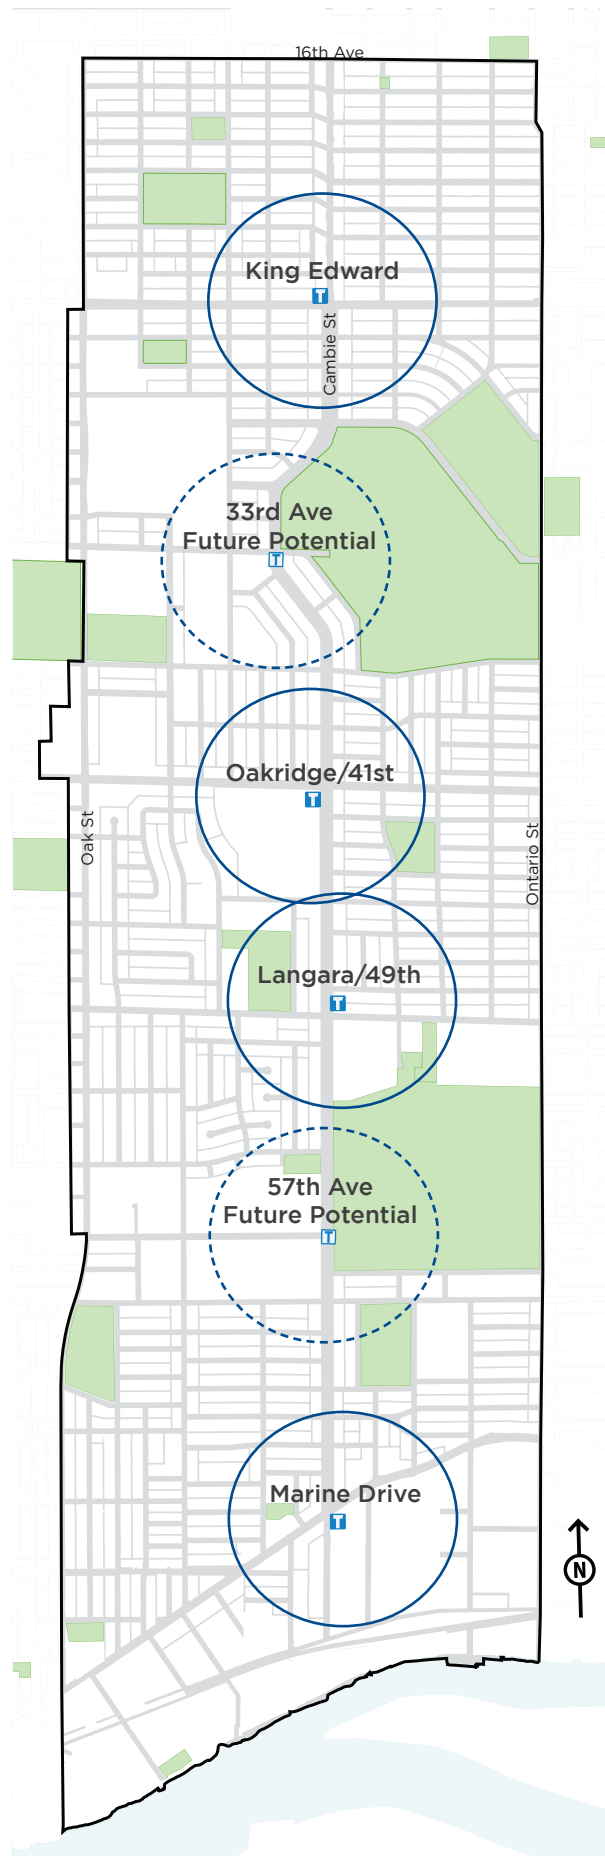 16th Ave
King Edward
T
Cambie St
33rd Ave
Future Potential
T
Oakridge/41st
T
Oak St
Ontario St
Langara/49th
T
57th Ave
Future Potential
T
Marine Drive
T
N